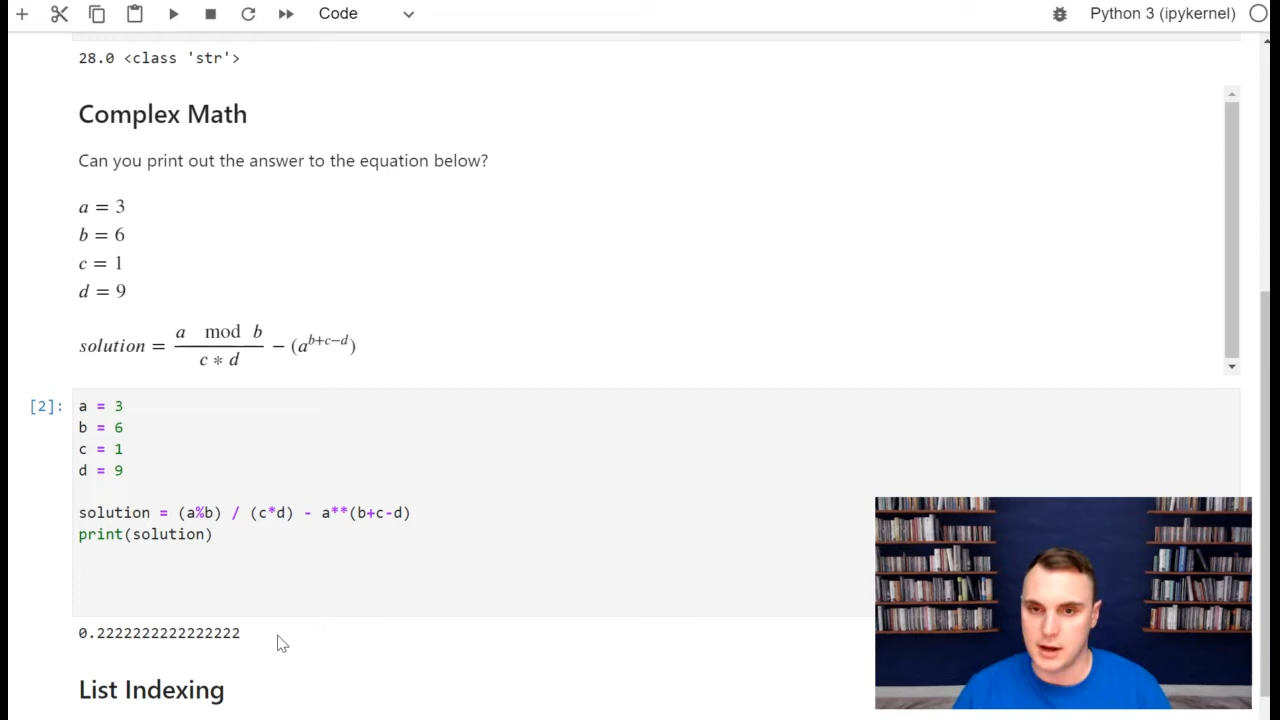 Code
Python 3 (ipykernel)
28.0 <class 'str'>
Complex Math
Can you print out the answer to the equation below?
a = 3
b = 6
c = 1
d = 9
solution = \frac{a \mod b}{c * d} - (a^{b+c-d})
[2]:
a = 3
b = 6
c = 1
d = 9
solution = (a%b) / (c*d) - a**(b+c-d)
print(solution)
0.2222222222222222
List Indexing